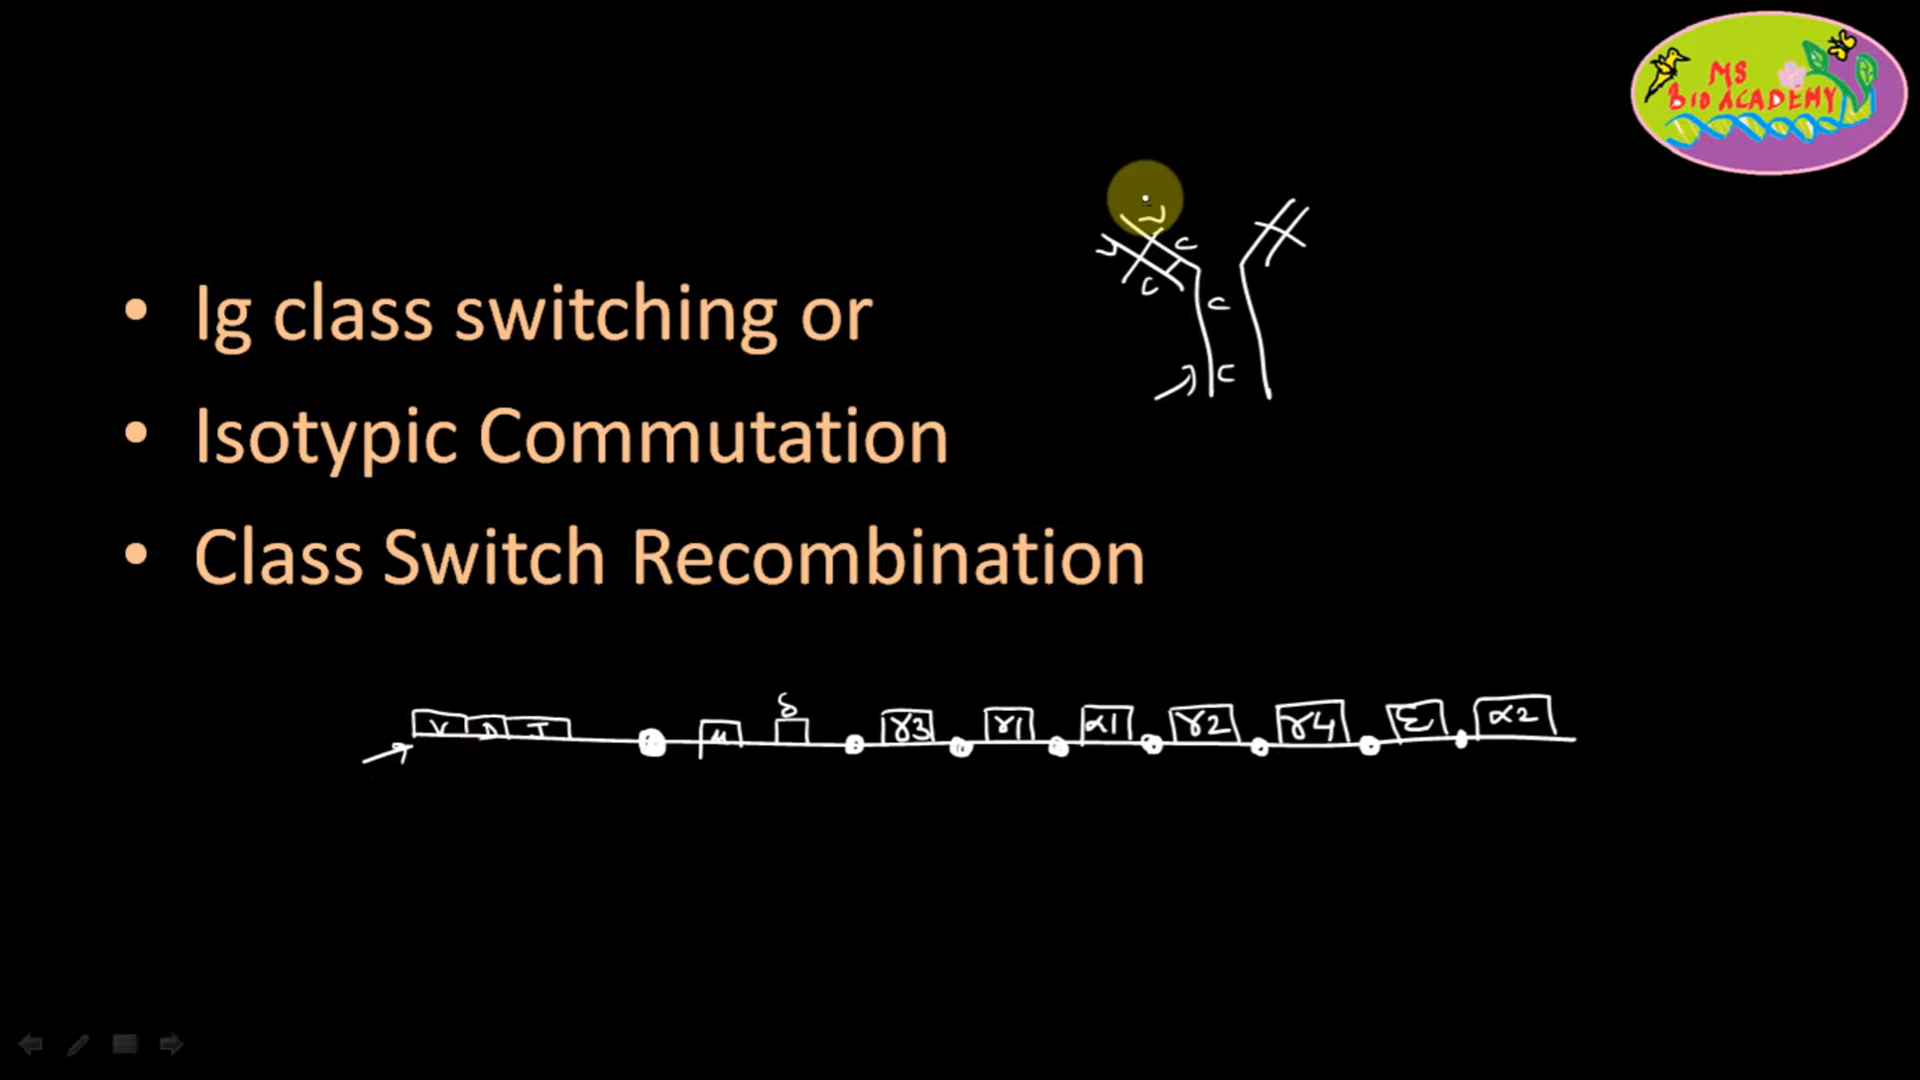 MS
BIO ACADEMY
V C
V C
C
C
• Ig class switching or
• Isotypic Commutation
• Class Switch Recombination
δ
V D J μ γ3 γ1 α1 γ2 γ4 Σ α2